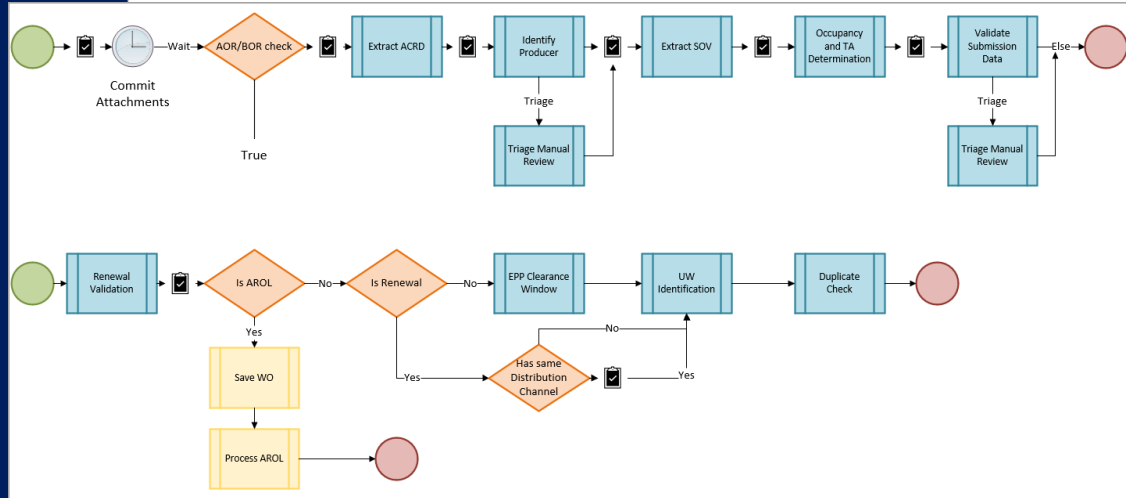 Wait
AOR/BOR check
Extract ACRD
Identify
Producer
Extract SOV
Occupancy
and TA
Determination
Validate
Submission
Data
Else
Commit
Attachments
Triage
Triage
True
Triage Manual
Review
Triage Manual
Review
Renewal
Validation
Is AROL
No
Is Renewal
No
EPP Clearance
Window
UW
Identification
Duplicate
Check
Yes
No
Save WO
Yes
Has same
Distribution
Channel
Yes
Process AROL